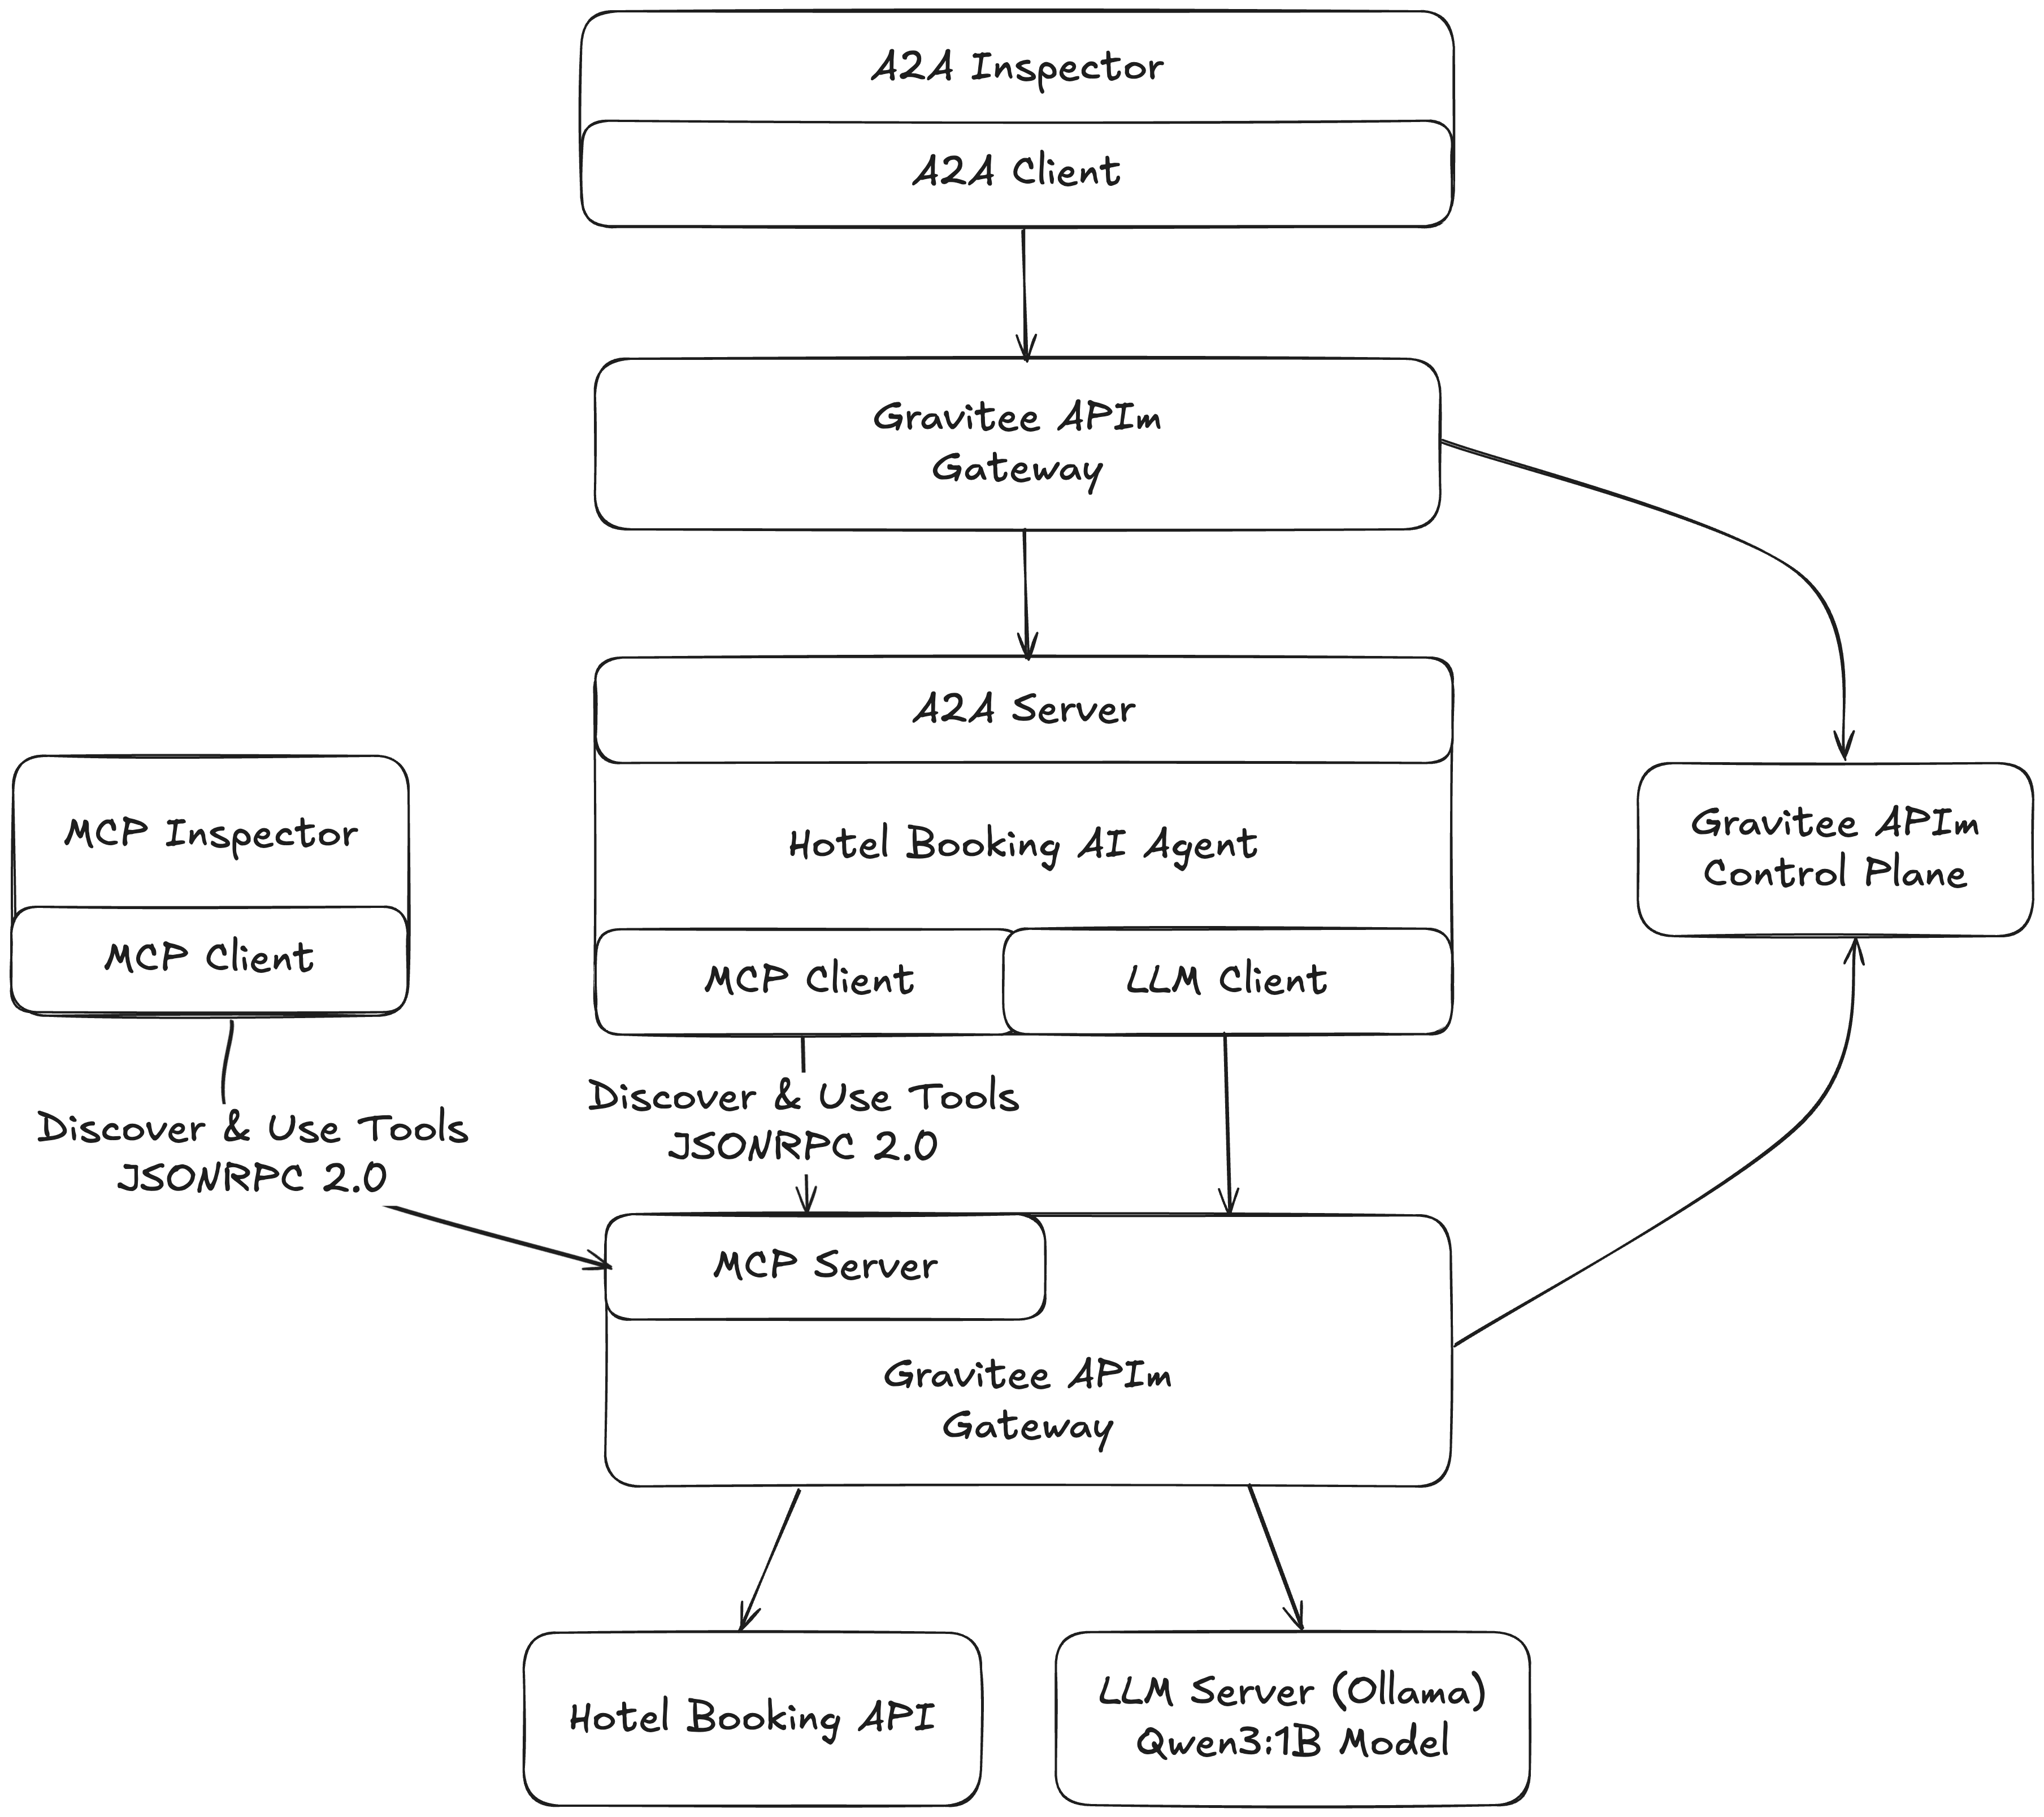 A2A Inspector
A2A Client
Gravitee APIm
Gateway
A2A Server
Hotel Booking AI Agent
MCP Client
LLM Client
MCP Inspector
MCP Client
Gravitee APIm
Control Plane
Discover & Use Tools
JSONRPC 2.0
Discover & Use Tools
JSONRPC 2.0
MCP Server
Gravitee APIm
Gateway
Hotel Booking API
LLM Server (Ollama)
Qwen3:1B Model